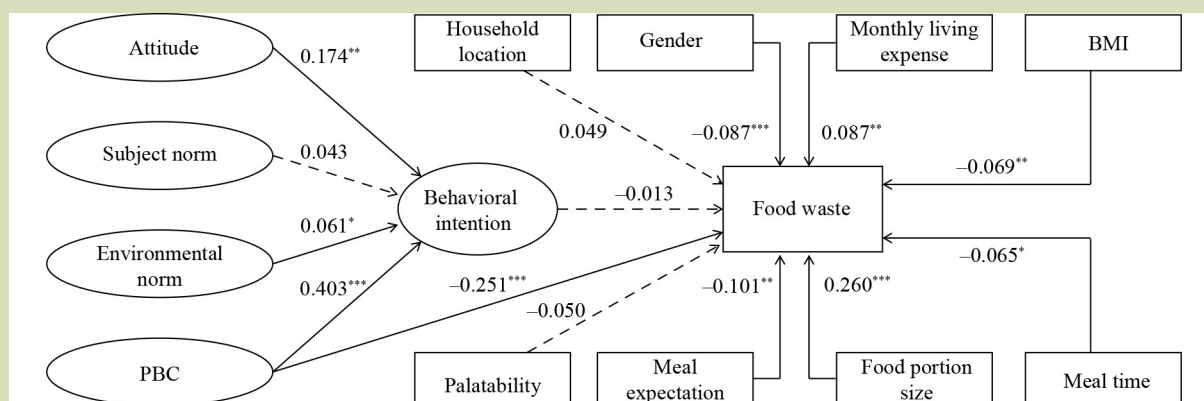 Attitude
Subject norm
Environmental
norm
PBC
0.174**
0.043
0.061*
0.403***
Behavioral
intention
Household
location
Gender
Monthly living
expense
BMI
0.049
–0.087***
0.087**
–0.069**
–0.013
Food waste
–0.251***
–0.050
–0.101**
0.260***
–0.065*
Palatability
Meal
expectation
Food portion
size
Meal time